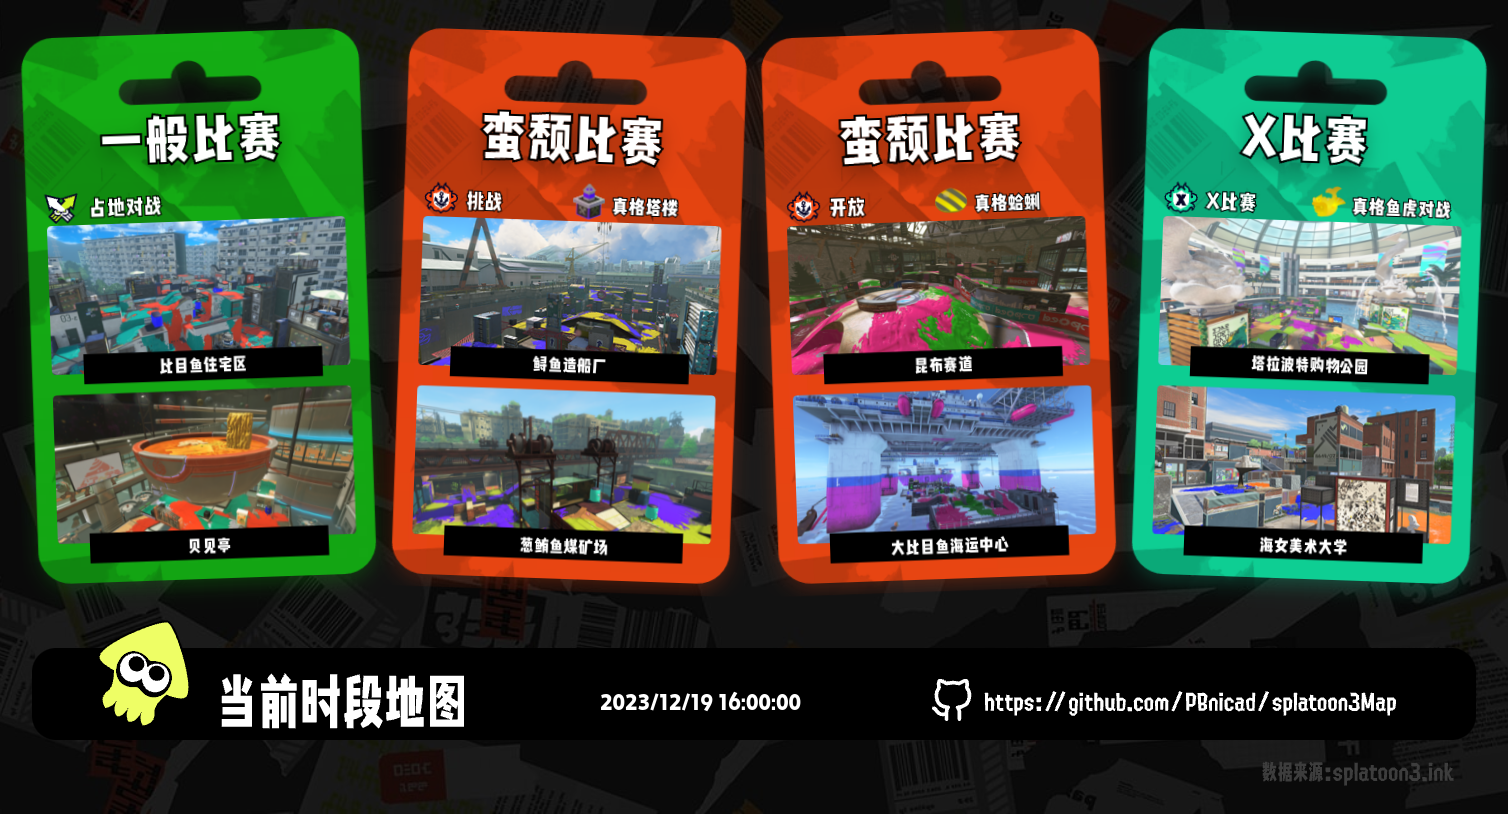 一般比赛
占地对战
比目鱼住宅区
贝见亭
蛮颓比赛
挑战
真格塔楼
鲟鱼造船厂
葱鲔鱼煤矿场
蛮颓比赛
开放
真格蛤蜊
昆布赛道
大比目鱼海运中心
X比赛
X比赛
真格鱼虎对战
塔拉波特购物公园
海女美术大学
当前时段地图
2023/12/19 16:00:00
https://github.com/PBnicad/splatoon3Map
数据来源:splatoon3.ink